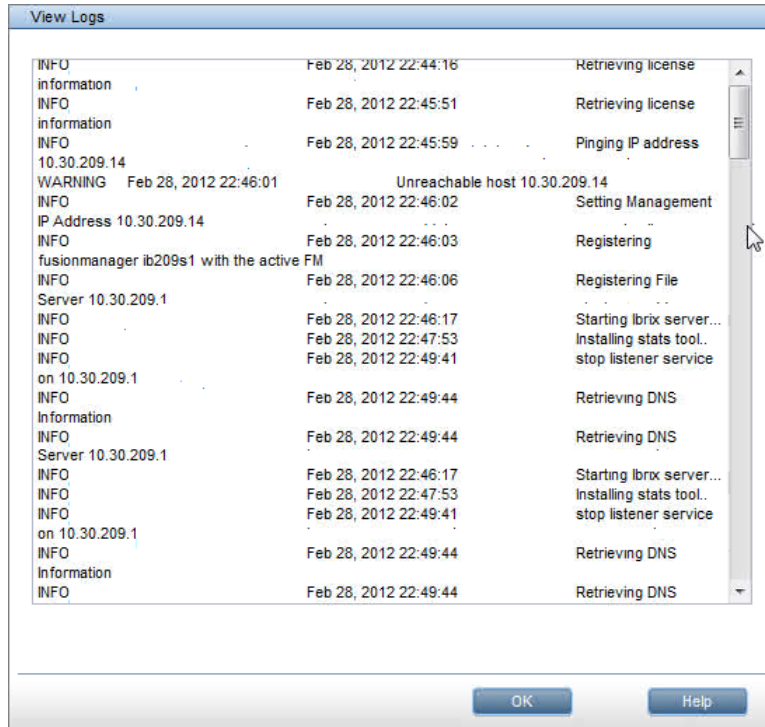 View Logs
INFO Feb 28, 2012 22:44:16 Retrieving license
information
INFO Feb 28, 2012 22:45:51 Retrieving license
information
INFO Feb 28, 2012 22:45:59 Pinging IP address
10.30.209.14
WARNING Feb 28, 2012 22:46:01 Unreachable host 10.30.209.14
INFO Feb 28, 2012 22:46:02 Setting Management
IP Address 10.30.209.14
INFO Feb 28, 2012 22:46:03 Registering
fusionmanager ib209s1 with the active FM
INFO Feb 28, 2012 22:46:06 Registering File
Server 10.30.209.1
INFO Feb 28, 2012 22:46:17 Starting Ibrix server...
INFO Feb 28, 2012 22:47:53 Installing stats tool..
INFO Feb 28, 2012 22:49:41 stop listener service
on 10.30.209.1
INFO Feb 28, 2012 22:49:44 Retrieving DNS
Information
INFO Feb 28, 2012 22:49:44 Retrieving DNS
Server 10.30.209.1
INFO Feb 28, 2012 22:46:17 Starting Ibrix server...
INFO Feb 28, 2012 22:47:53 Installing stats tool..
INFO Feb 28, 2012 22:49:41 stop listener service
on 10.30.209.1
INFO Feb 28, 2012 22:49:44 Retrieving DNS
Information
INFO Feb 28, 2012 22:49:44 Retrieving DNS
OK Help